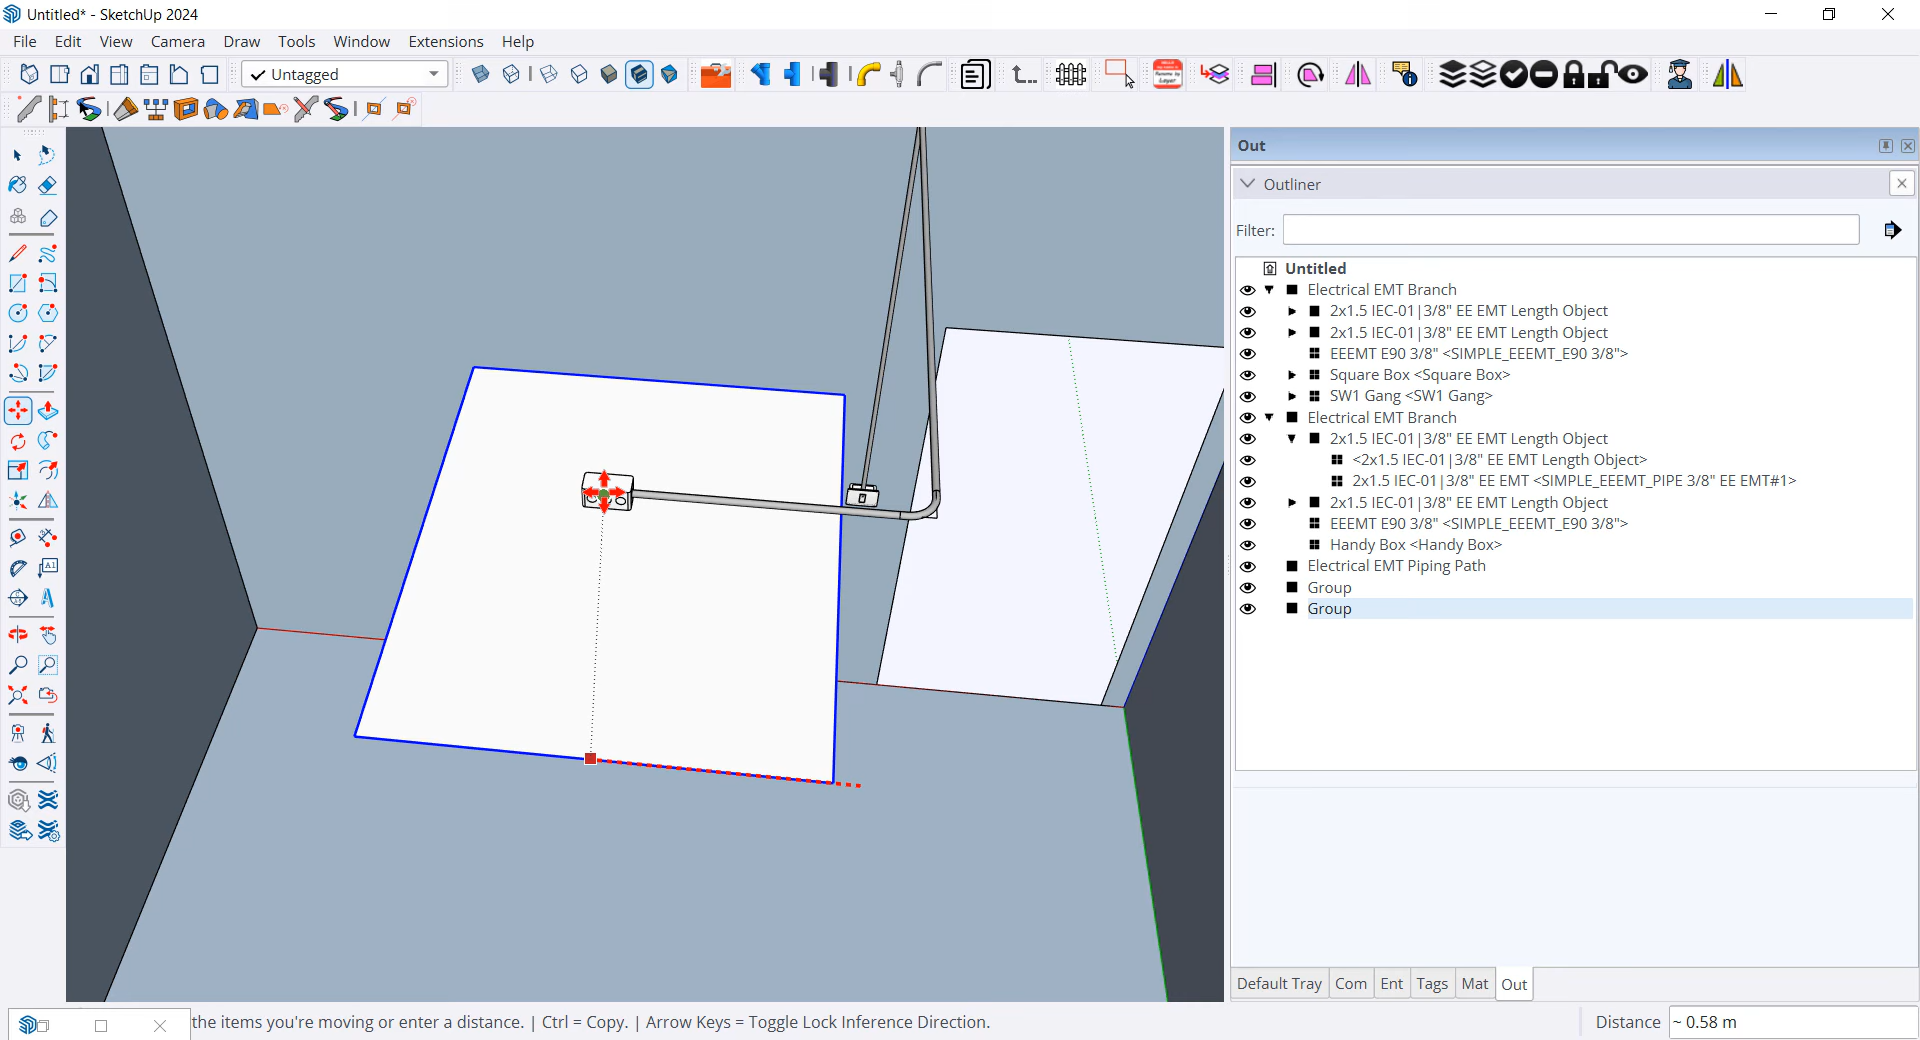 Untitled* - SketchUp 2024
File Edit View Camera Draw Tools Window Extensions Help
Untagged
Out
Outliner
Filter:
Untitled
Electrical EMT Branch
2x1.5 IEC-01|3/8" EE EMT Length Object
2x1.5 IEC-01|3/8" EE EMT Length Object
EEEMT E90 3/8" <SIMPLE_EEEMT_E90 3/8">
Square Box <Square Box>
SW1 Gang <SW1 Gang>
Electrical EMT Branch
2x1.5 IEC-01|3/8" EE EMT Length Object
<2x1.5 IEC-01|3/8" EE EMT Length Object>
2x1.5 IEC-01|3/8" EE EMT <SIMPLE_EEEMT_PIPE 3/8" EE EMT#1>
2x1.5 IEC-01|3/8" EE EMT Length Object
EEEMT E90 3/8" <SIMPLE_EEEMT_E90 3/8">
Handy Box <Handy Box>
Electrical EMT Piping Path
Group
Group
Default Tray Com Ent Tags Mat Out
the items you're moving or enter a distance. | Ctrl = Copy. | Arrow Keys = Toggle Lock Inference Direction.
Distance ~ 0.58 m